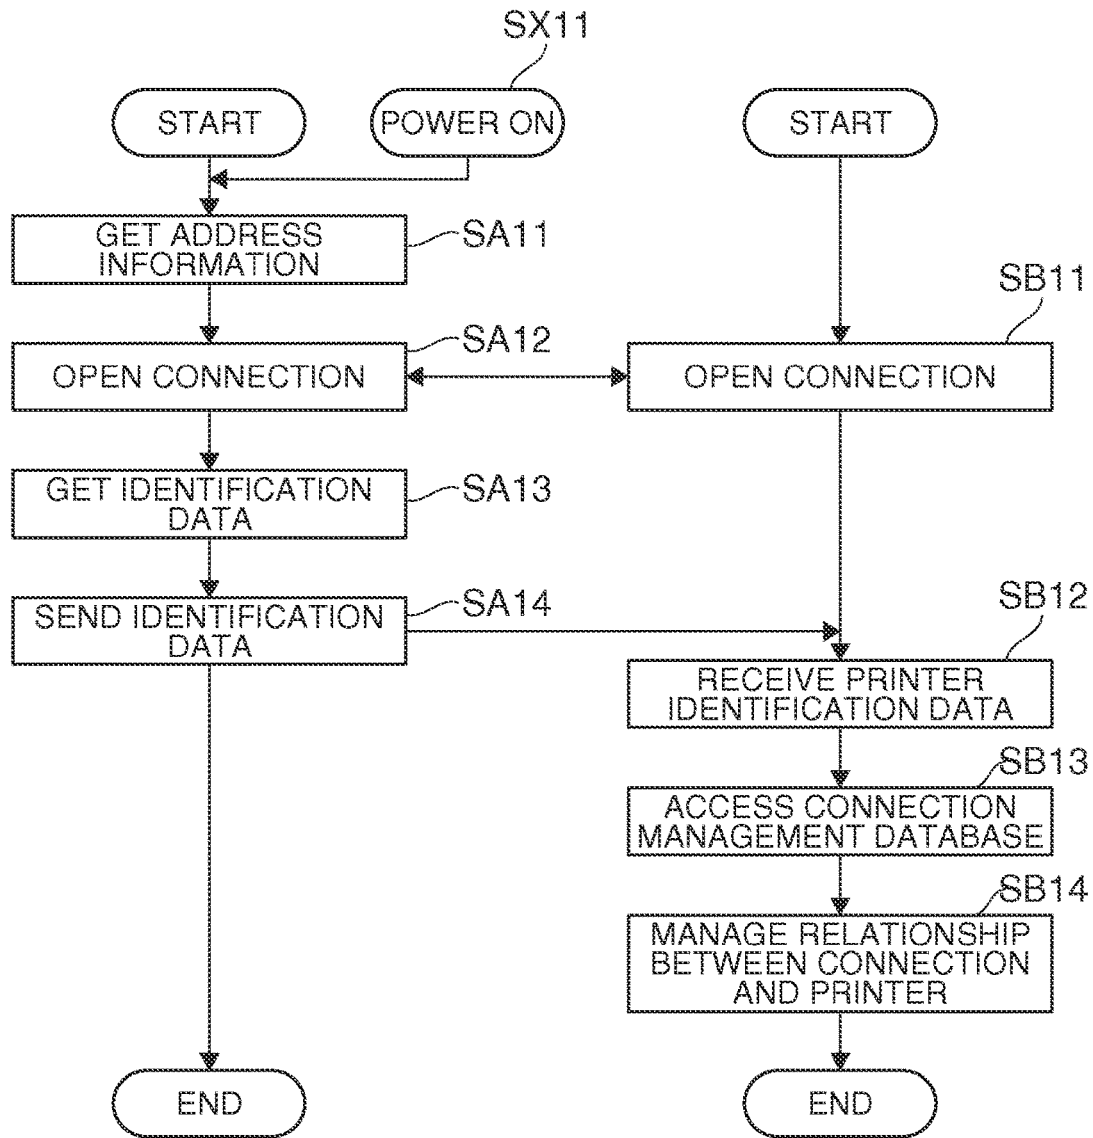 SX11
START
POWER ON
START
GET ADDRESS
INFORMATION
SA11
SB11
OPEN CONNECTION
SA12
OPEN CONNECTION
GET IDENTIFICATION
DATA
SA13
SEND IDENTIFICATION
DATA
SA14
SB12
RECEIVE PRINTER
IDENTIFICATION DATA
SB13
ACCESS CONNECTION
MANAGEMENT DATABASE
SB14
MANAGE RELATIONSHIP
BETWEEN CONNECTION
AND PRINTER
END
END